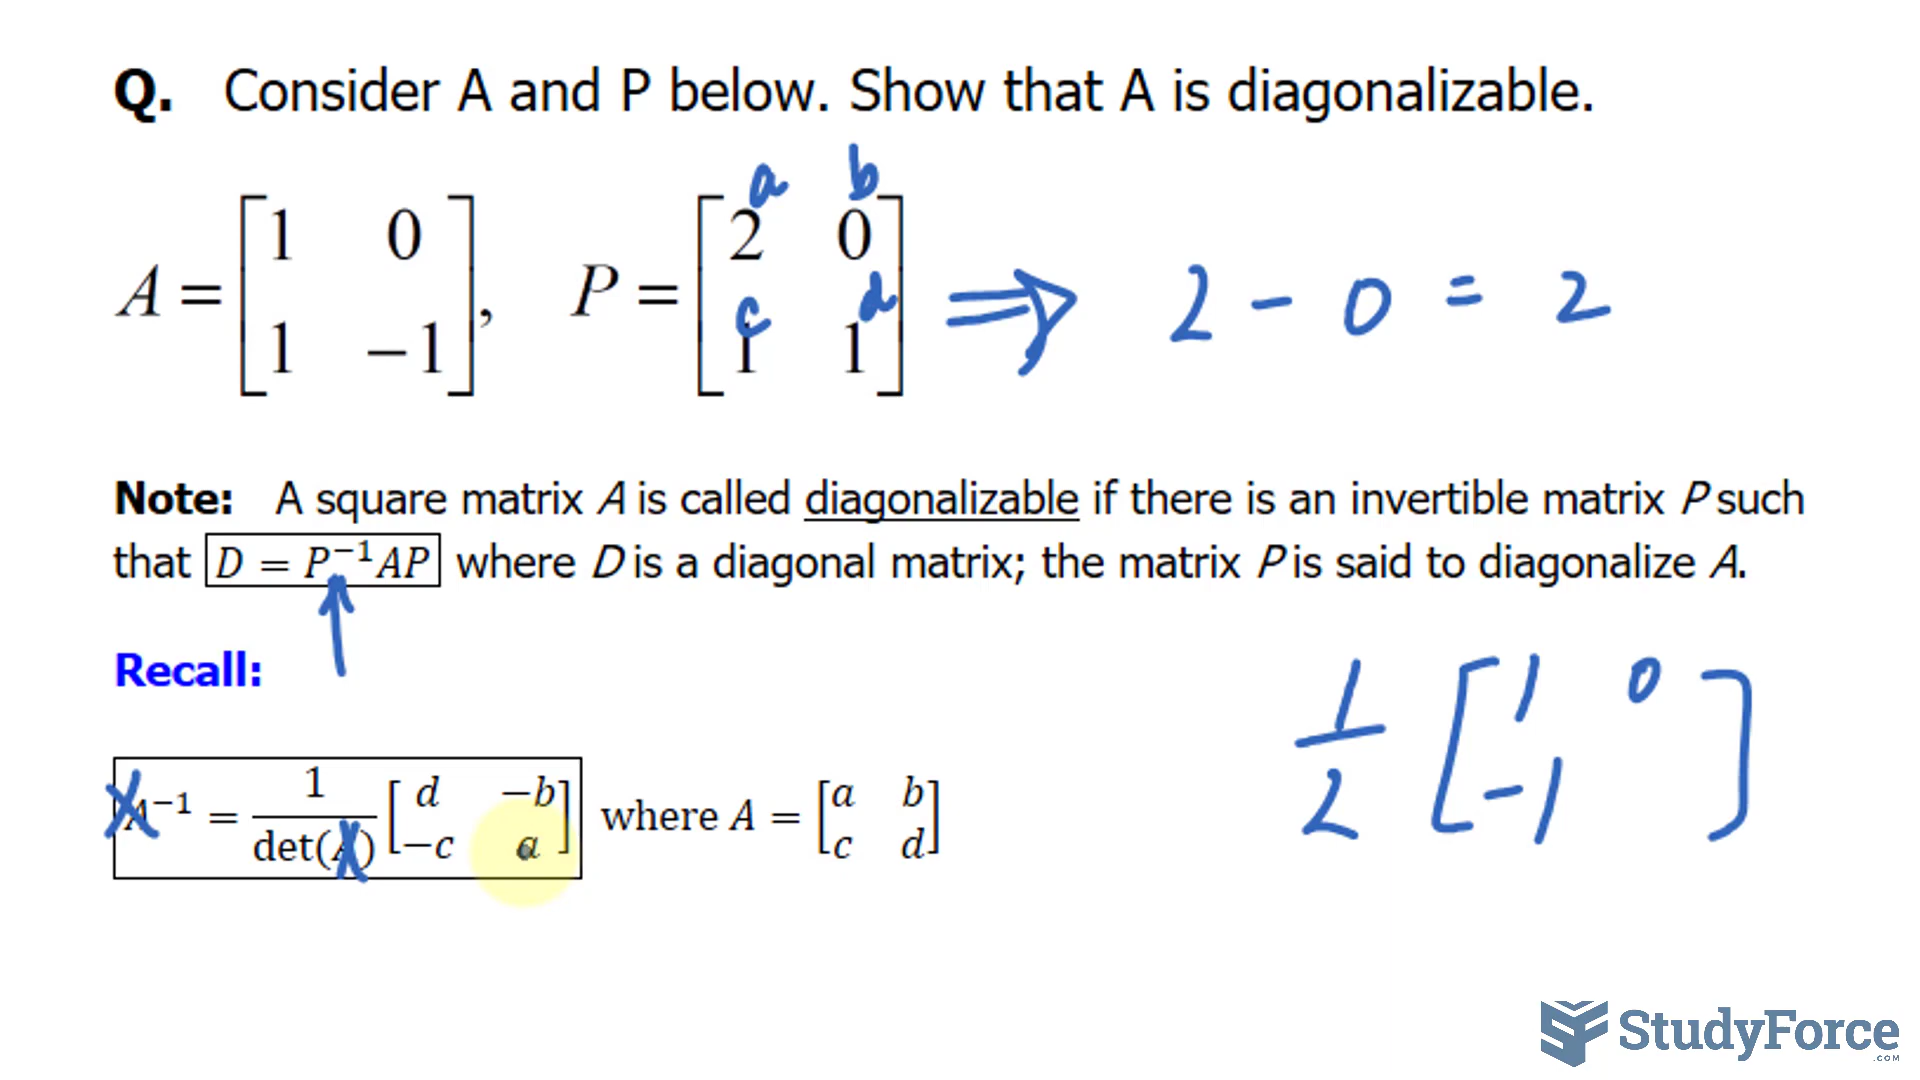 Q. Consider A and P below. Show that A is diagonalizable.
a b
A = [1 0; 1 −1], P = [2 0; 1 1] ⇒ 2 − 0 = 2
c d
Note: A square matrix A is called diagonalizable if there is an invertible matrix P such
that D = P⁻¹AP where D is a diagonal matrix; the matrix P is said to diagonalize A.
Recall:
1/2 [1 0; -1 ]
A⁻¹ = 1/det(A) [d −b; −c a] where A = [a b; c d]
StudyForce
.COM